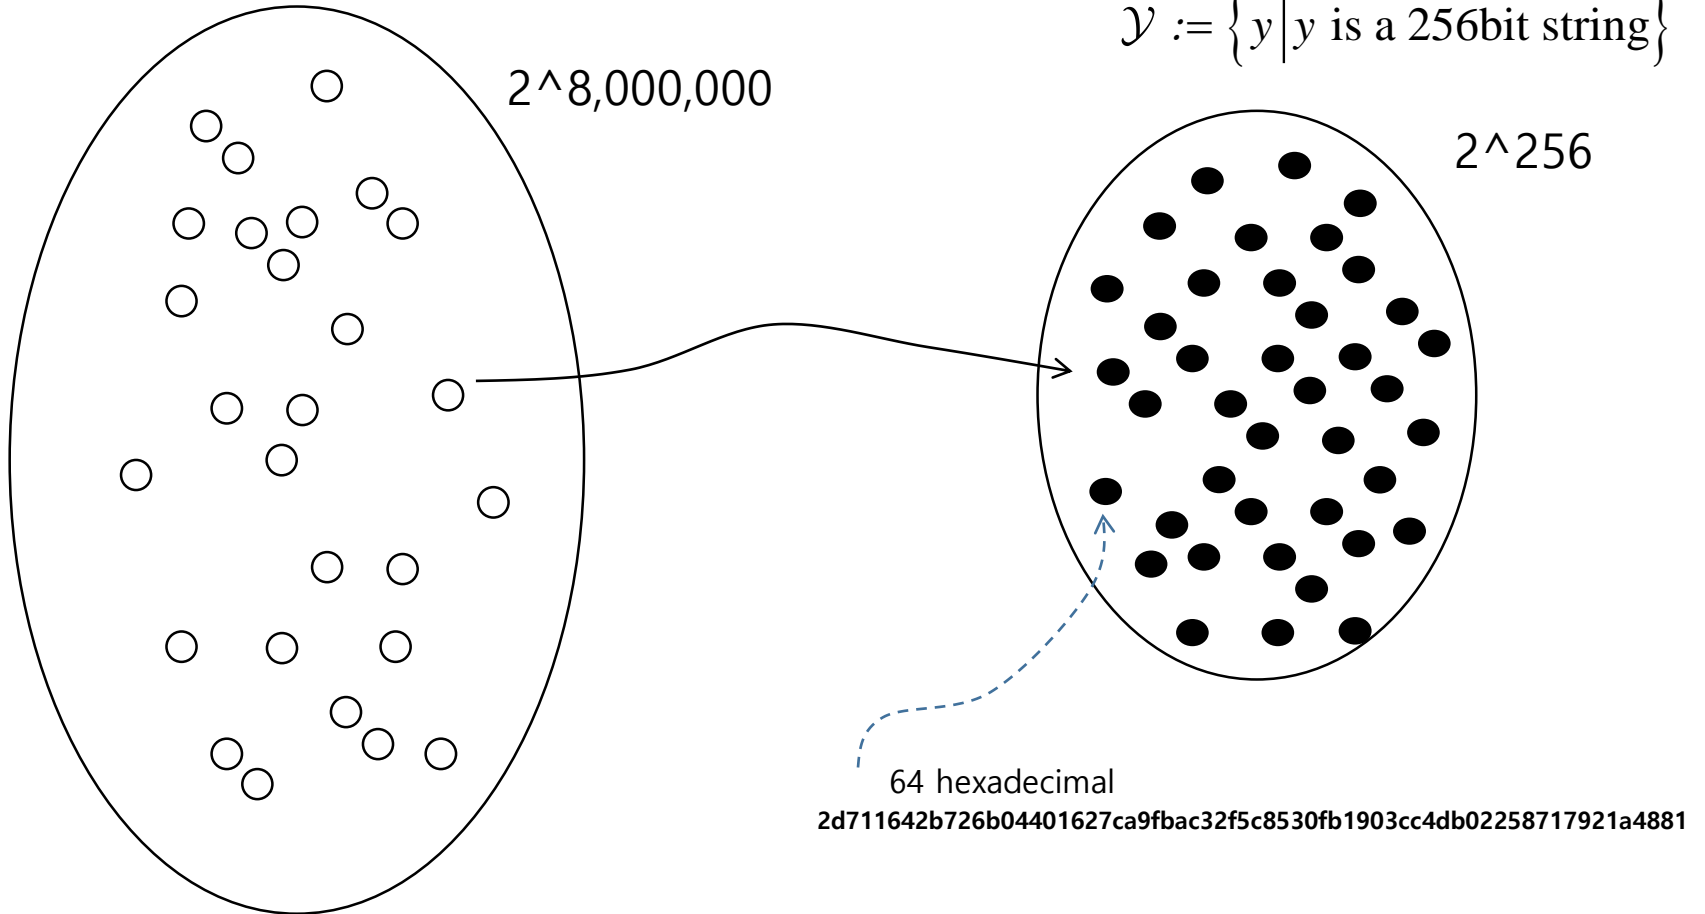 𝒴 := { y | y is a 256bit string }
2^8,000,000
2^256
64 hexadecimal
2d711642b726b04401627ca9fbac32f5c8530fb1903cc4db02258717921a4881